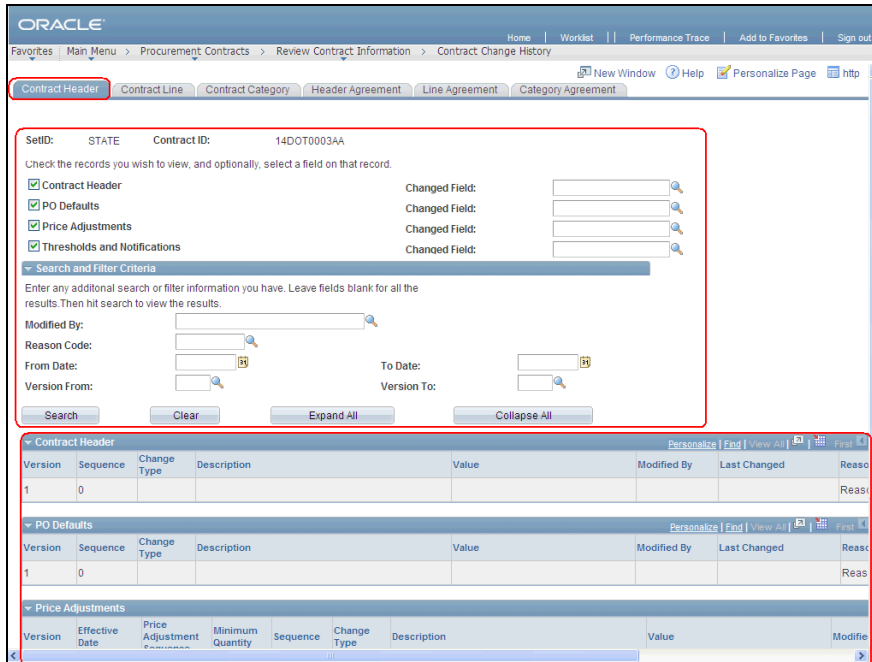 ORACLE
Home | Worklist | | Performance Trace | Add to Favorites | Sign out
Favorites | Main Menu > Procurement Contracts > Review Contract Information > Contract Change History
New Window Help Personalize Page http
Contract Header Contract Line Contract Category Header Agreement Line Agreement Category Agreement
SetID: STATE Contract ID: 14DOT0003AA
Check the records you wish to view, and optionally, select a field on that record.
Contract Header Changed Field:
PO Defaults Changed Field:
Price Adjustments Changed Field:
Thresholds and Notifications Changed Field:
Search and Filter Criteria
Enter any additonal search or filter information you have. Leave fields blank for all the
results.Then hit search to view the results.
Modified By:
Reason Code:
From Date: 31 To Date: 31
Version From: Version To:
Search Clear Expand All Collapse All
Contract Header Personalize | Find | View All | | First
Version Sequence Change Type Description Value Modified By Last Changed Reaso
1 0 Reaso
PO Defaults Personalize | Find | View All | | First
Version Sequence Change Type Description Value Modified By Last Changed Reaso
1 0 Reas
Price Adjustments
Version Effective Date Price Adjustment Sequence Minimum Quantity Sequence Change Type Description Value Modifie